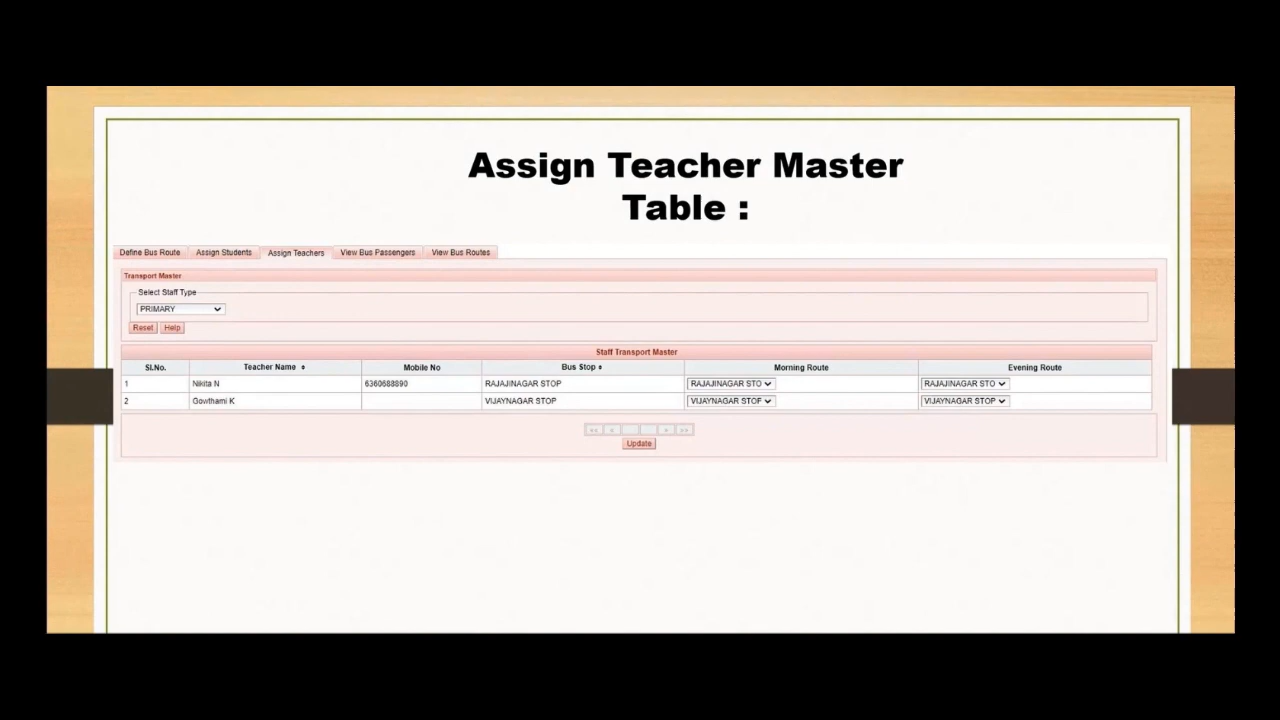 Assign Teacher Master
Table :
Define Bus Route Assign Students Assign Teachers View Bus Passengers View Bus Routes
Transport Master
Select Staff Type
PRIMARY
Reset Help
Staff Transport Master
Sl.No. Teacher Name Mobile No Bus Stop Morning Route Evening Route
1 Nikita N 6360688890 RAJAJINAGAR STOP RAJAJINAGAR STO RAJAJINAGAR STO
2 Gowthami K VIJAYNAGAR STOP VIJAYNAGAR STOF VIJAYNAGAR STOP
<< < > >>
Update